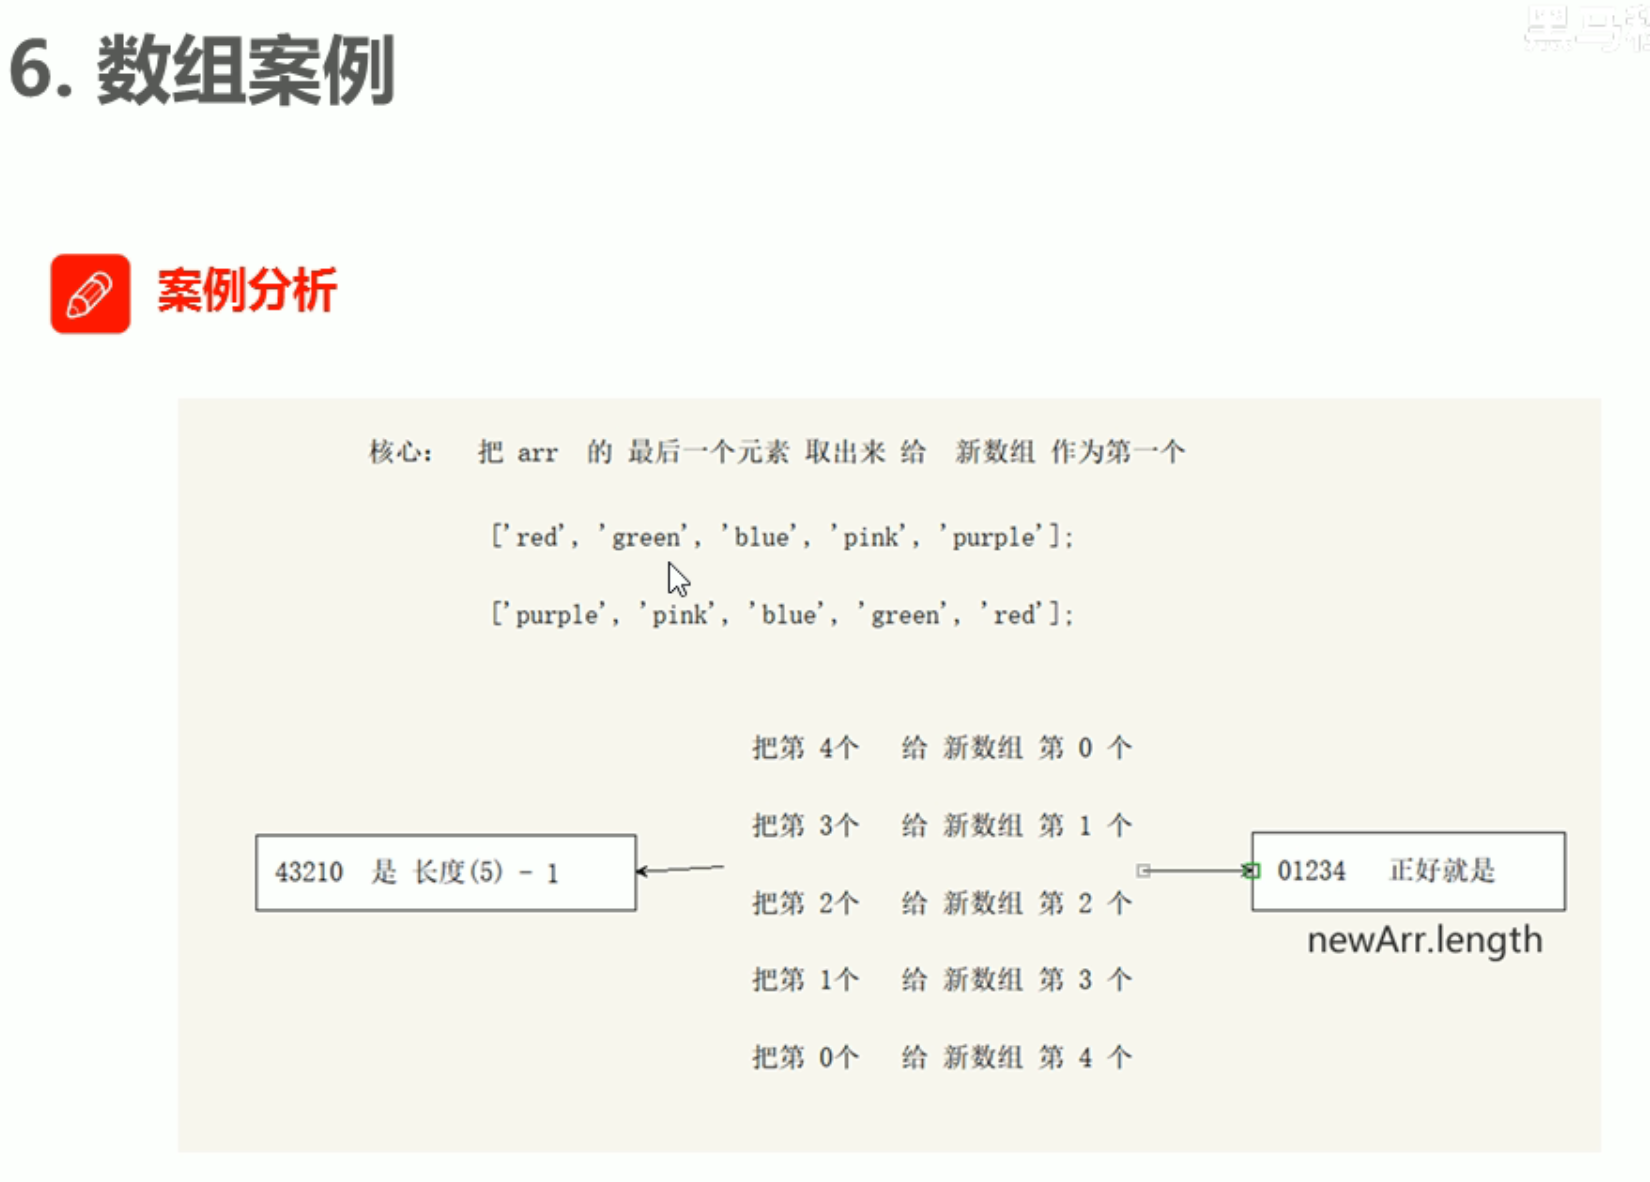 黑马程
6. 数组案例
案例分析
核心: 把 arr 的 最后一个元素 取出来 给 新数组 作为第一个
['red', 'green', 'blue', 'pink', 'purple'];
['purple', 'pink', 'blue', 'green', 'red'];
把第 4个 给 新数组 第 0 个
把第 3个 给 新数组 第 1 个
43210 是 长度(5) - 1
01234 正好就是
把第 2个 给 新数组 第 2 个
newArr.length
把第 1个 给 新数组 第 3 个
把第 0个 给 新数组 第 4 个